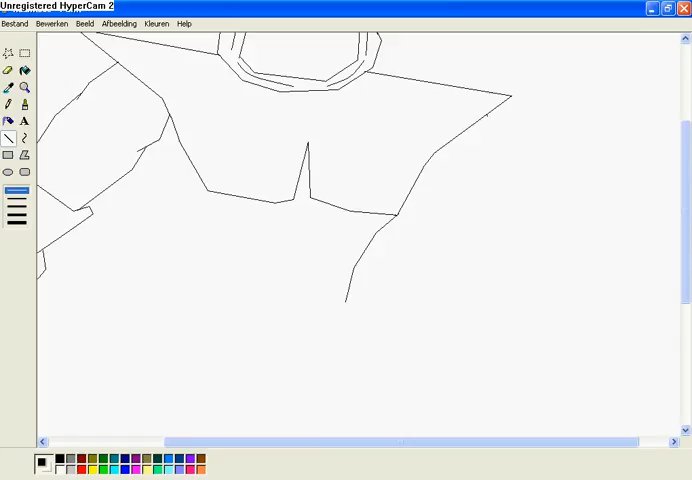 Unregistered HyperCam 2
Bestand Bewerken Beeld Afbeelding Kleuren Help
A